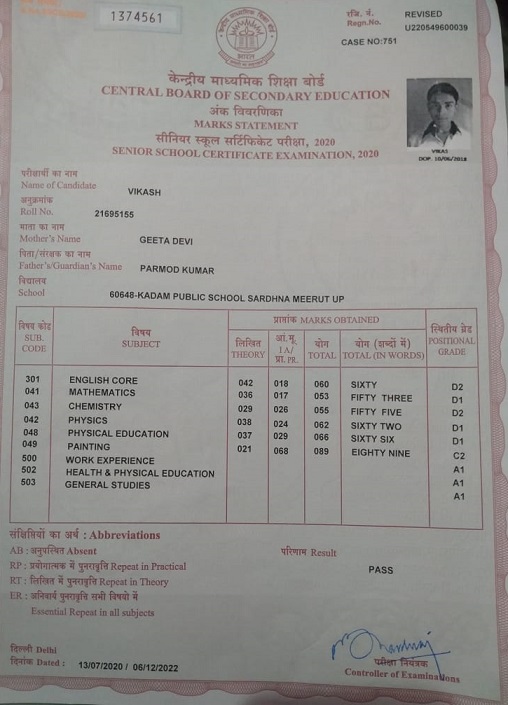 1374561
रजि. नं. REVISED
Regn.No. U220549600039
CASE NO:751
भारत
केन्द्रीय माध्यमिक शिक्षा बोर्ड
CENTRAL BOARD OF SECONDARY EDUCATION
अंक विवरणिका
MARKS STATEMENT
सीनियर स्कूल सर्टिफिकेट परीक्षा, 2020
SENIOR SCHOOL CERTIFICATE EXAMINATION, 2020
VIKAS
DOP. 10/06/2018
परीक्षार्थी का नाम
Name of Candidate VIKASH
अनुक्रमांक
Roll No. 21695155
माता का नाम
Mother's Name GEETA DEVI
पिता/संरक्षक का नाम
Father's/Guardian's Name PARMOD KUMAR
विद्यालय
School 60648-KADAM PUBLIC SCHOOL SARDHNA MEERUT UP
विषय कोड SUB. CODE
विषय SUBJECT
प्राप्तांक MARKS OBTAINED
लिखित THEORY
आं.मू. I A/ प्रा. PR.
योग TOTAL
योग (शब्दों में) TOTAL (IN WORDS)
स्थितीय ग्रेड POSITIONAL GRADE
301 ENGLISH CORE 042 018 060 SIXTY D2
041 MATHEMATICS 036 017 053 FIFTY THREE D1
043 CHEMISTRY 029 026 055 FIFTY FIVE D2
042 PHYSICS 038 024 062 SIXTY TWO D1
048 PHYSICAL EDUCATION 037 029 066 SIXTY SIX D1
049 PAINTING 021 068 089 EIGHTY NINE C2
500 WORK EXPERIENCE A1
502 HEALTH & PHYSICAL EDUCATION A1
503 GENERAL STUDIES A1
संक्षिप्तियों का अर्थ : Abbreviations
AB : अनुपस्थित Absent
परिणाम Result PASS
RP : प्रयोगात्मक में पुनरावृत्ति Repeat in Practical
RT : लिखित में पुनरावृत्ति Repeat in Theory
ER : अनिवार्य पुनरावृत्ति सभी विषयों में
Essential Repeat in all subjects
दिल्ली Delhi
दिनांक Dated : 13/07/2020 / 06/12/2022
परीक्षा नियंत्रक
Controller of Examinations